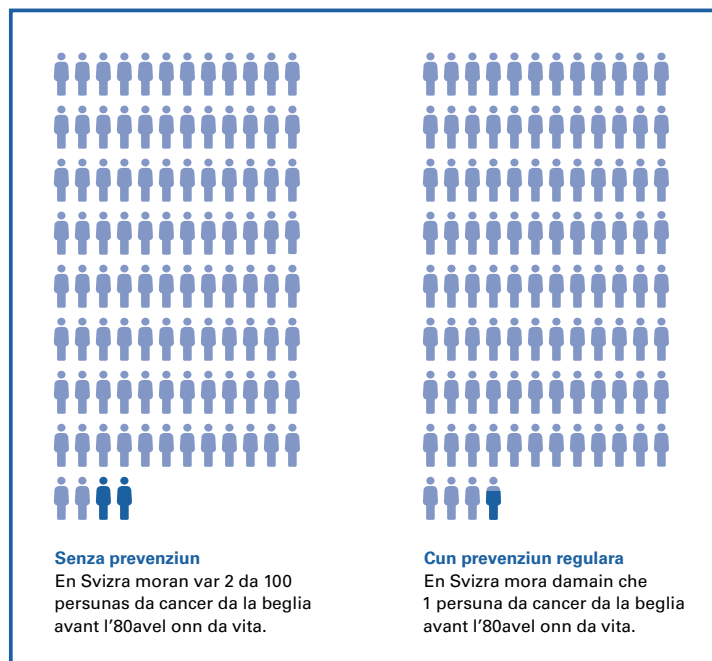 Senza prevenziun
En Svizra moran var 2 da 100
persunas da cancer da la beglia
avant l'80avel onn da vita.
Cun prevenziun regulara
En Svizra mora damain che
1 persuna da cancer da la beglia
avant l'80avel onn da vita.